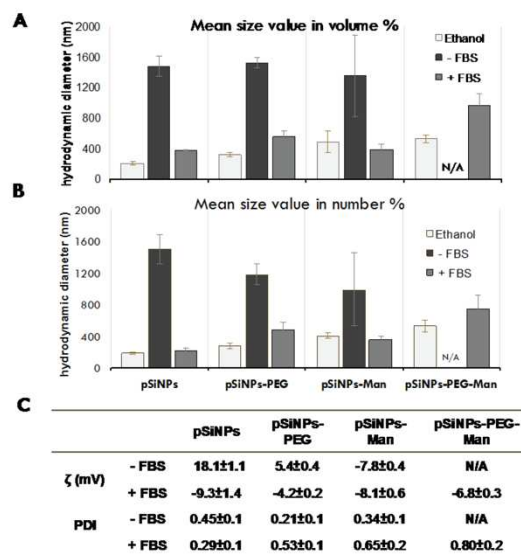 A
Mean size value in volume %
hydrodynamic diameter (nm)
2000
1600
1200
800
400
0
Ethanol
- FBS
+ FBS
N/A
B
Mean size value in number %
hydrodynamic diameter (nm)
2000
1600
1200
800
400
0
Ethanol
- FBS
+ FBS
N/A
pSiNPs pSiNPs-PEG pSiNPs-Man pSiNPs-PEG-Man
C
pSiNPs pSiNPs-PEG pSiNPs-Man pSiNPs-PEG-Man
ζ (mV) - FBS 18.1±1.1 5.4±0.4 -7.8±0.4 N/A
+ FBS -9.3±1.4 -4.2±0.2 -8.1±0.6 -6.8±0.3
PDI - FBS 0.45±0.1 0.21±0.1 0.34±0.1 N/A
+ FBS 0.29±0.1 0.53±0.1 0.65±0.2 0.80±0.2